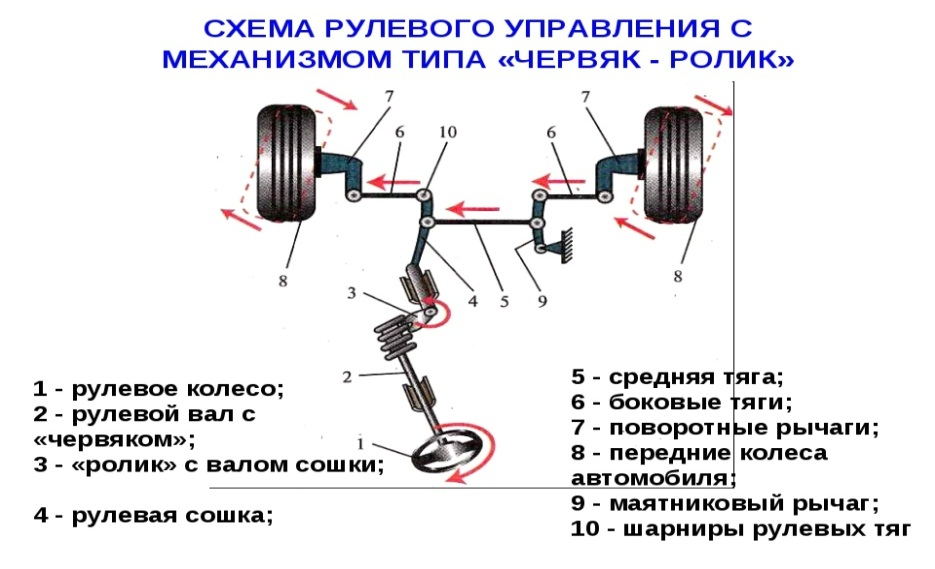 СХЕМА РУЛЕВОГО УПРАВЛЕНИЯ С
МЕХАНИЗМОМ ТИПА «ЧЕРВЯК - РОЛИК»
7
7
6
10
6
8
3
4
5
9
8
2
1
1 - рулевое колесо;
2 - рулевой вал с
«червяком»;
3 - «ролик» с валом сошки;
4 - рулевая сошка;
5 - средняя тяга;
6 - боковые тяги;
7 - поворотные рычаги;
8 - передние колеса
автомобиля;
9 - маятниковый рычаг;
10 - шарниры рулевых тяг